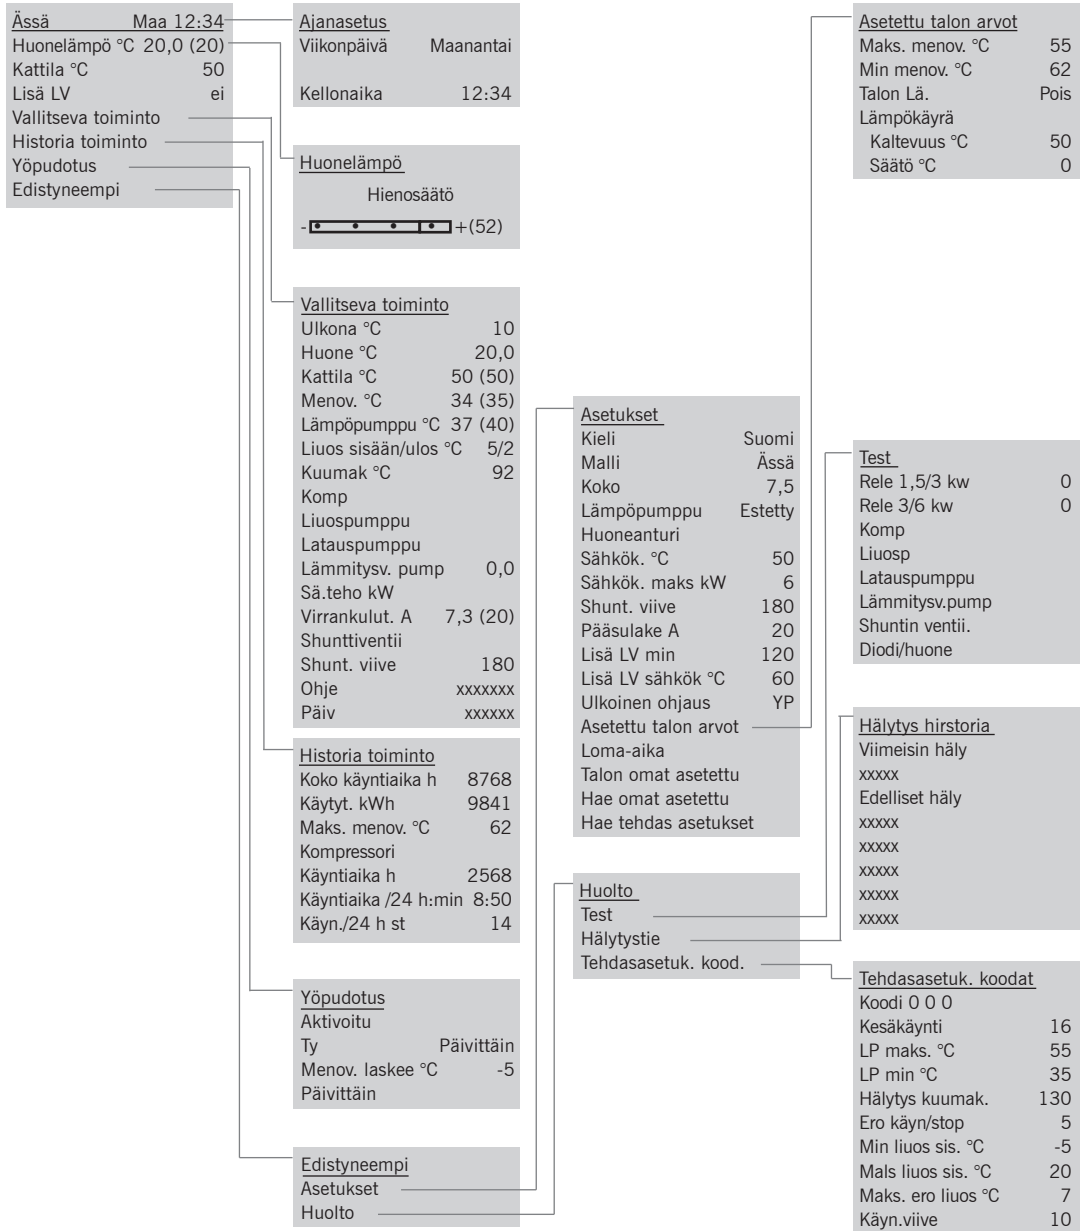 Ässä Maa 12:34
Huonelämpö °C 20,0 (20)
Kattila °C 50
Lisä LV ei
Vallitseva toiminto
Historia toiminto
Yöpudotus
Edistyneempi
Ajanasetus
Viikonpäivä Maanantai
Kellonaika 12:34
Huonelämpö
Hienosäätö
- +(52)
Vallitseva toiminto
Ulkona °C 10
Huone °C 20,0
Kattila °C 50 (50)
Menov. °C 34 (35)
Lämpöpumppu °C 37 (40)
Liuos sisään/ulos °C 5/2
Kuumak °C 92
Komp
Liuospumppu
Latauspumppu
Lämmitysv. pump 0,0
Sä.teho kW
Virrankulut. A 7,3 (20)
Shunttiventii
Shunt. viive 180
Ohje xxxxxxx
Päiv xxxxxx
Historia toiminto
Koko käyntiaika h 8768
Käytyt. kWh 9841
Maks. menov. °C 62
Kompressori
Käyntiaika h 2568
Käyntiaika /24 h:min 8:50
Käyn./24 h st 14
Yöpudotus
Aktivoitu
Ty Päivittäin
Menov. laskee °C -5
Päivittäin
Edistyneempi
Asetukset
Huolto
Asetukset
Kieli Suomi
Malli Ässä
Koko 7,5
Lämpöpumppu Estetty
Huoneanturi
Sähkök. °C 50
Sähkök. maks kW 6
Shunt. viive 180
Pääsulake A 20
Lisä LV min 120
Lisä LV sähkök °C 60
Ulkoinen ohjaus YP
Asetettu talon arvot
Loma-aika
Talon omat asetettu
Hae omat asetettu
Hae tehdas asetukset
Huolto
Test
Hälytystie
Tehdasasetuk. kood.
Asetettu talon arvot
Maks. menov. °C 55
Min menov. °C 62
Talon Lä. Pois
Lämpökäyrä
Kaltevuus °C 50
Säätö °C 0
Test
Rele 1,5/3 kw 0
Rele 3/6 kw 0
Komp
Liuosp
Latauspumppu
Lämmitysv.pump
Shuntin ventii.
Diodi/huone
Hälytys hirstoria
Viimeisin häly
xxxxx
Edelliset häly
xxxxx
xxxxx
xxxxx
xxxxx
xxxxx
Tehdasasetuk. koodat
Koodi 0 0 0
Kesäkäynti 16
LP maks. °C 55
LP min °C 35
Hälytys kuumak. 130
Ero käyn/stop 5
Min liuos sis. °C -5
Mals liuos sis. °C 20
Maks. ero liuos °C 7
Käyn.viive 10